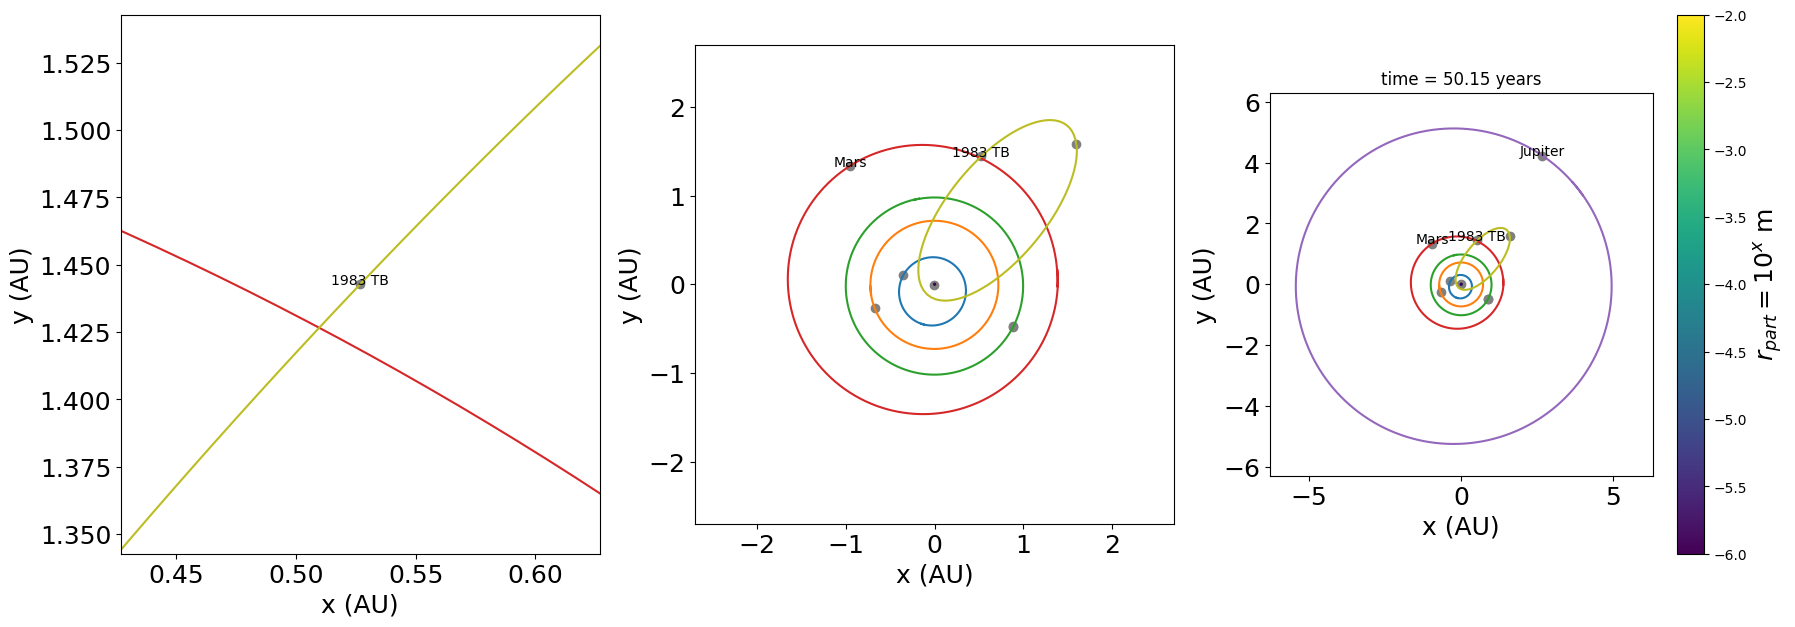 1.525
1.500
1.475
1.450
1.425
1.400
1.375
1.350
y (AU)
1983 TB
0.45 0.50 0.55 0.60
x (AU)
2
1
0
−1
−2
y (AU)
Mars
1983 TB
−2 −1 0 1 2
x (AU)
time = 50.15 years
6
4
2
0
−2
−4
−6
y (AU)
Jupiter
Mars 1983 TB
−5 0 5
x (AU)
−2.0
−2.5
−3.0
−3.5
−4.0
−4.5
−5.0
−5.5
−6.0
r_{part} = 10^x m